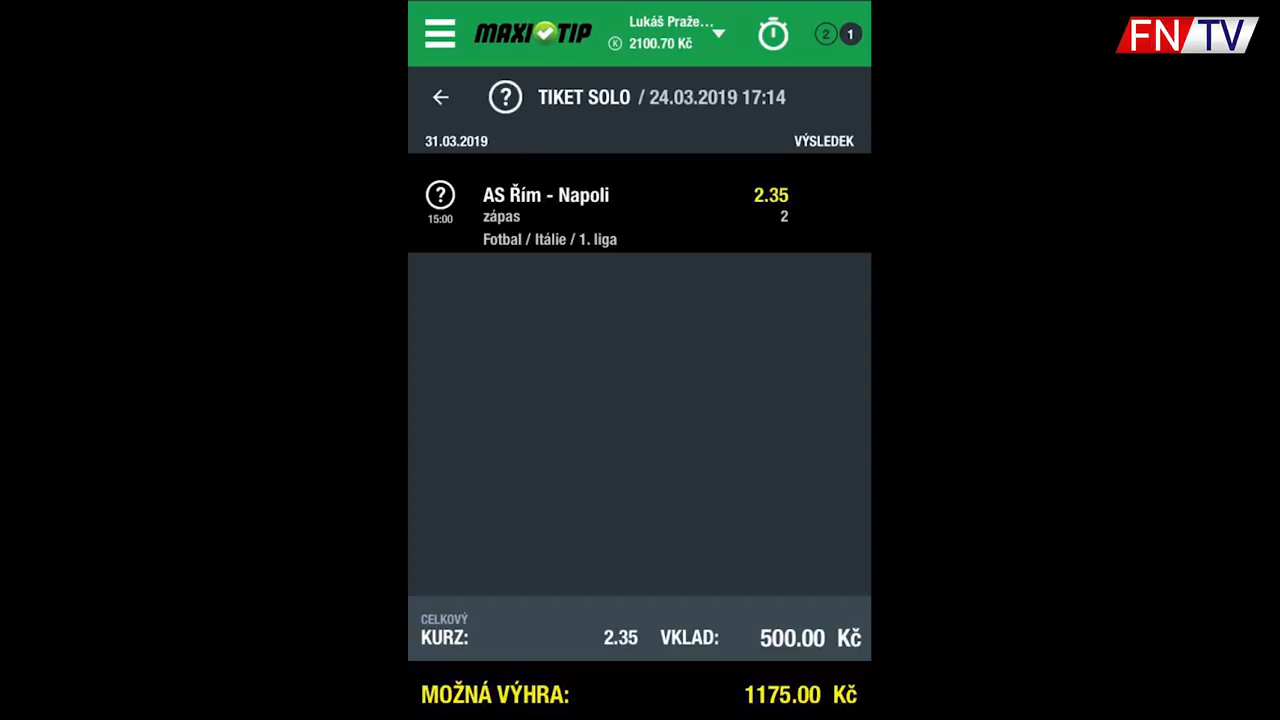 MAXI TIP
Lukáš Praže...
K 2100.70 Kč
2 1
FN TV
? TIKET SOLO / 24.03.2019 17:14
31.03.2019 VÝSLEDEK
? AS Řím - Napoli 2.35
15:00 zápas 2
Fotbal / Itálie / 1. liga
CELKOVÝ
KURZ: 2.35 VKLAD: 500.00 Kč
MOŽNÁ VÝHRA: 1175.00 Kč